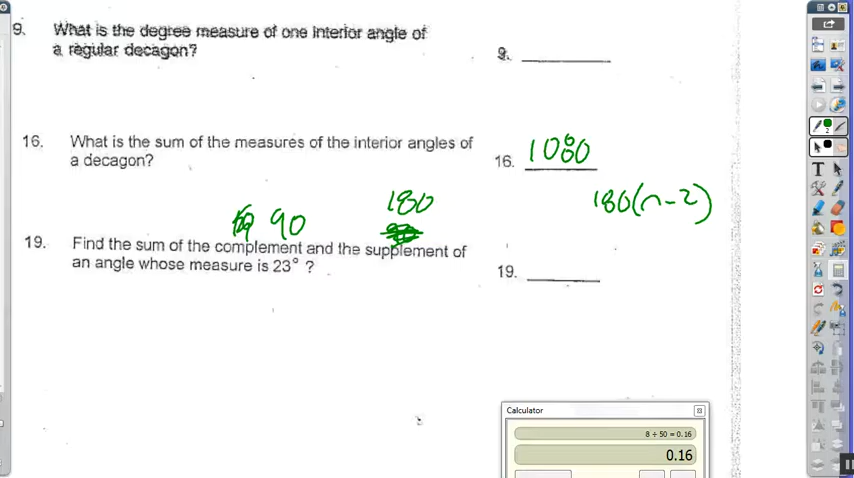 9. What is the degree measure of one interior angle of
a regular decagon?
9.
16. What is the sum of the measures of the interior angles of
a decagon?
16.
180(n-2)
90
180
19. Find the sum of the complement and the supplement of
an angle whose measure is 23° ?
19.
Calculator
8 ÷ 50 = 0.16
0.16
T
2